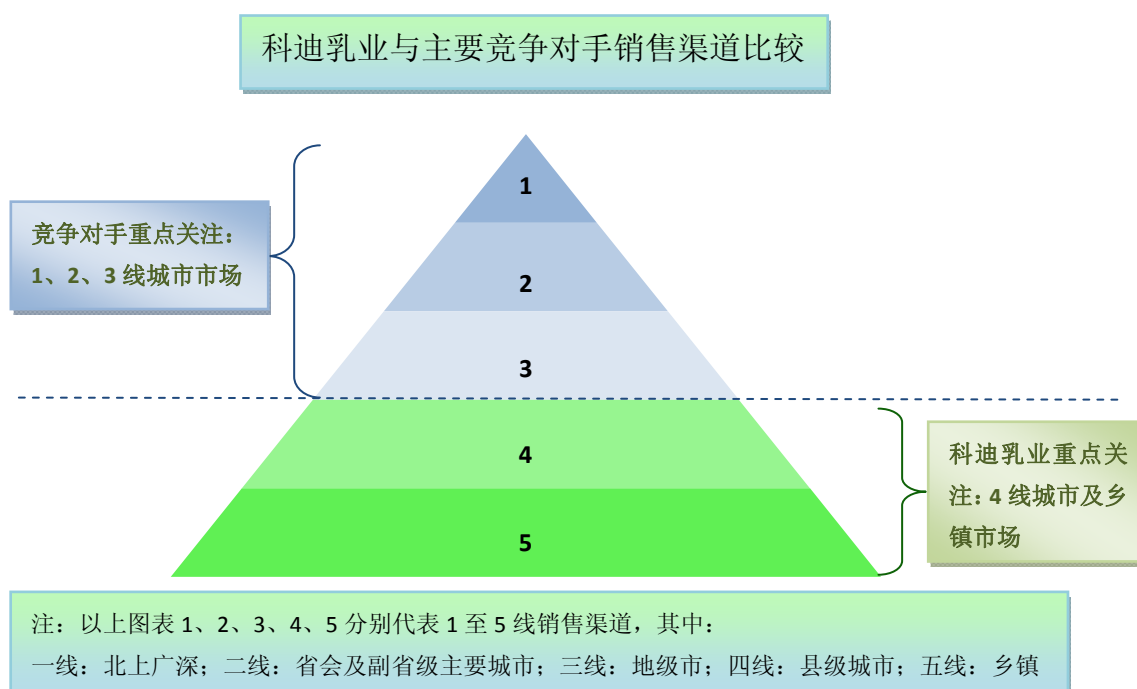 科迪乳业与主要竞争对手销售渠道比较
1
竞争对手重点关注：
1、2、3 线城市市场
2
3
4
科迪乳业重点关
注：4 线城市及乡
镇市场
5
注：以上图表 1、2、3、4、5 分别代表 1 至 5 线销售渠道，其中：
一线：北上广深；二线：省会及副省级主要城市；三线：地级市；四线：县级城市；五线：乡镇